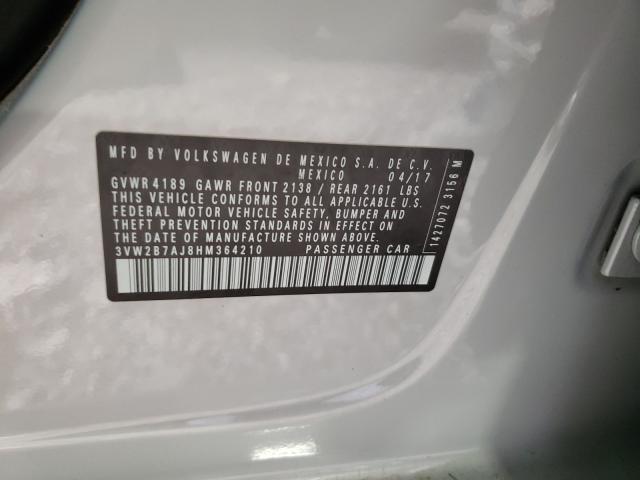 MFD BY VOLKSWAGEN DE MEXICO S.A. DE C.V.
MEXICO 04/17
GVWR 4189 GAWR FRONT 2138 / REAR 2161 LBS
THIS VEHICLE CONFORMS TO ALL APPLICABLE U.S.
FEDERAL MOTOR VEHICLE SAFETY, BUMPER AND
THEFT PREVENTION STANDARDS IN EFFECT ON
THE DATE OF MANUFACTURE SHOWN ABOVE.
3VW2B7AJ8HM364210 PASSENGER CAR
1427072 3156 M